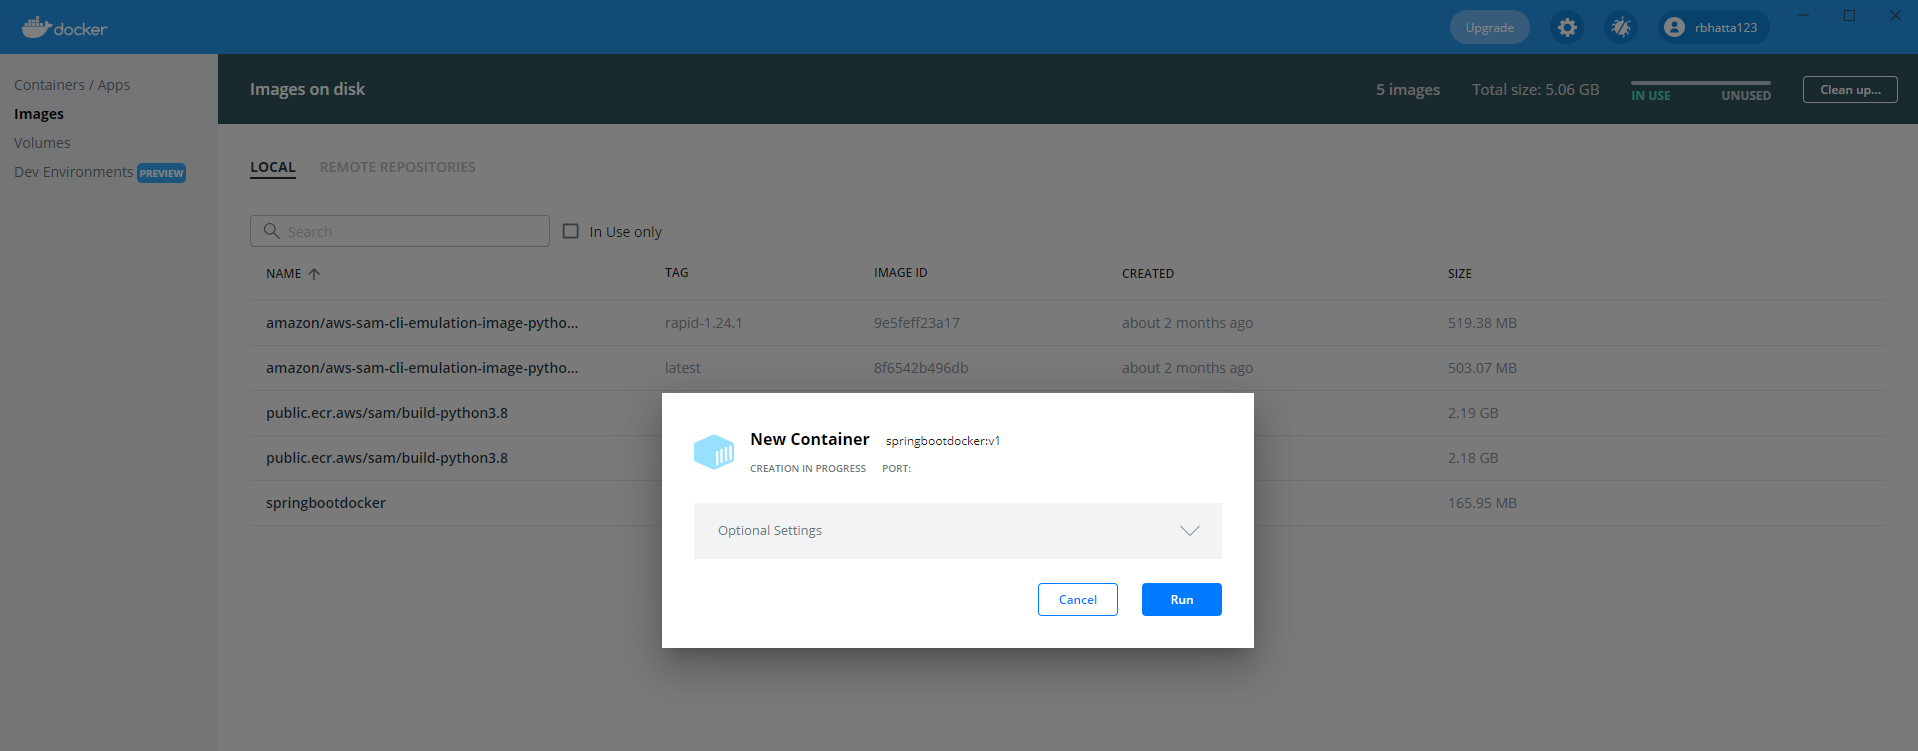 docker
Upgrade
rbhatta123
Containers / Apps
Images
Volumes
Dev Environments PREVIEW
Images on disk
5 images
Total size: 5.06 GB
IN USE
UNUSED
Clean up...
LOCAL
REMOTE REPOSITORIES
Search
In Use only
NAME TAG IMAGE ID CREATED SIZE
amazon/aws-sam-cli-emulation-image-pytho... rapid-1.24.1 9e5feff23a17 about 2 months ago 519.38 MB
amazon/aws-sam-cli-emulation-image-pytho... latest 8f6542b496db about 2 months ago 503.07 MB
public.ecr.aws/sam/build-python3.8 2.19 GB
public.ecr.aws/sam/build-python3.8 2.18 GB
springbootdocker 165.95 MB
New Container springbootdocker:v1
CREATION IN PROGRESS PORT:
Optional Settings
Cancel
Run